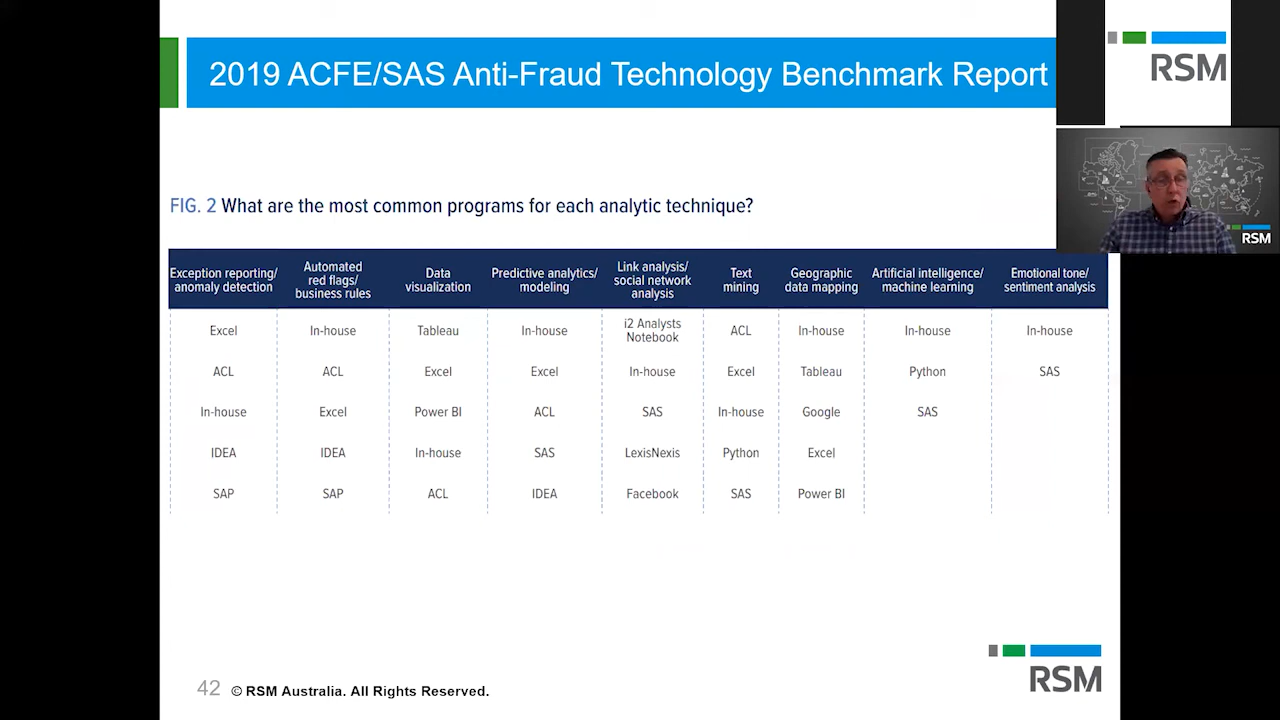 2019 ACFE/SAS Anti-Fraud Technology Benchmark Report
RSM
RSM
FIG. 2 What are the most common programs for each analytic technique?
Exception reporting/
anomaly detection
Automated
red flags/
business rules
Data
visualization
Predictive analytics/
modeling
Link analysis/
social network
analysis
Text
mining
Geographic
data mapping
Artificial intelligence/
machine learning
Emotional tone/
sentiment analysis
Excel
In-house
Tableau
In-house
i2 Analysts
Notebook
ACL
In-house
In-house
In-house
ACL
ACL
Excel
Excel
In-house
Excel
Tableau
Python
SAS
In-house
Excel
Power BI
ACL
SAS
In-house
Google
SAS
IDEA
IDEA
In-house
SAS
LexisNexis
Python
Excel
SAP
SAP
ACL
IDEA
Facebook
SAS
Power BI
RSM
42 © RSM Australia. All Rights Reserved.